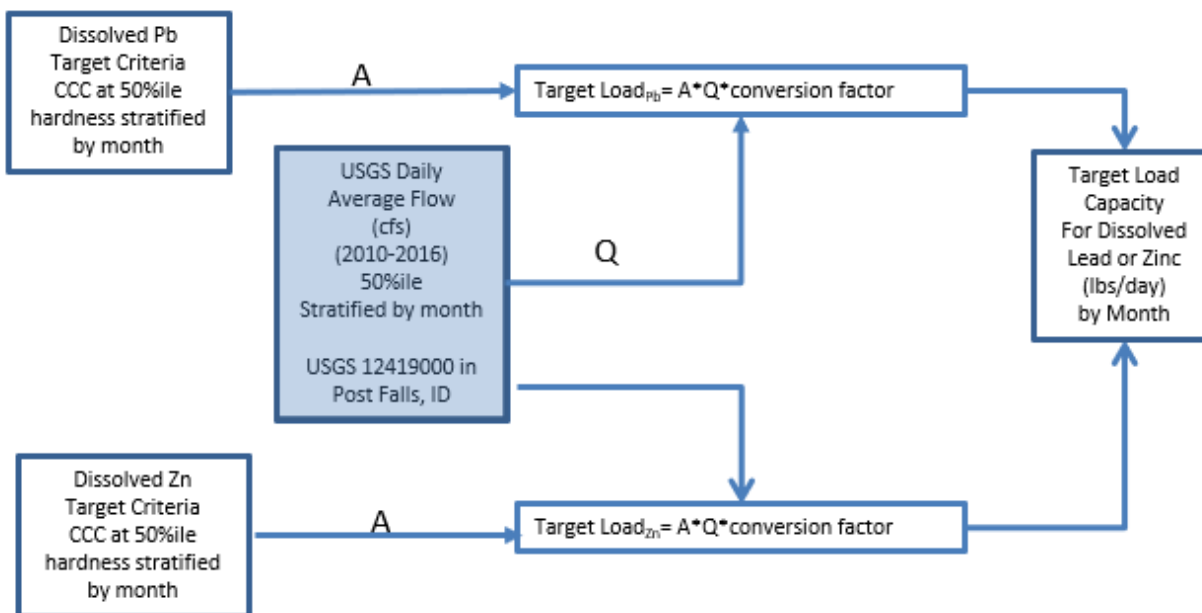 Dissolved Pb
Target Criteria
CCC at 50%ile
hardness stratified
by month
A
Target LoadPb= A*Q*conversion factor
USGS Daily
Average Flow
(cfs)
(2010-2016)
50%ile
Stratified by month
USGS 12419000 in
Post Falls, ID
Q
Target Load
Capacity
For Dissolved
Lead or Zinc
(lbs/day)
by Month
Dissolved Zn
Target Criteria
CCC at 50%ile
hardness stratified
by month
A
Target LoadZn= A*Q*conversion factor